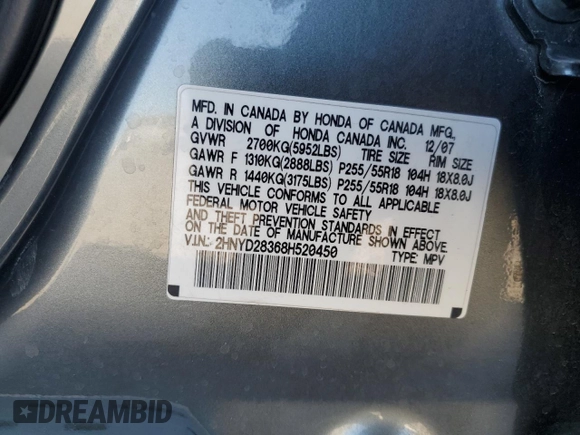 MFD. IN CANADA BY HONDA OF CANADA MFG.
A DIVISION OF HONDA CANADA INC. 12/07
GVWR 2700KG(5952LBS) TIRE SIZE RIM SIZE
GAWR F 1310KG(2888LBS) P255/55R18 104H 18X8.0J
GAWR R 1440KG(3175LBS) P255/55R18 104H 18X8.0J
THIS VEHICLE CONFORMS TO ALL APPLICABLE
FEDERAL MOTOR VEHICLE SAFETY
AND THEFT PREVENTION STANDARDS IN EFFECT
ON THE DATE OF MANUFACTURE SHOWN ABOVE.
V.I.N.: 2HNYD28368H520450 TYPE: MPV
DREAMBID